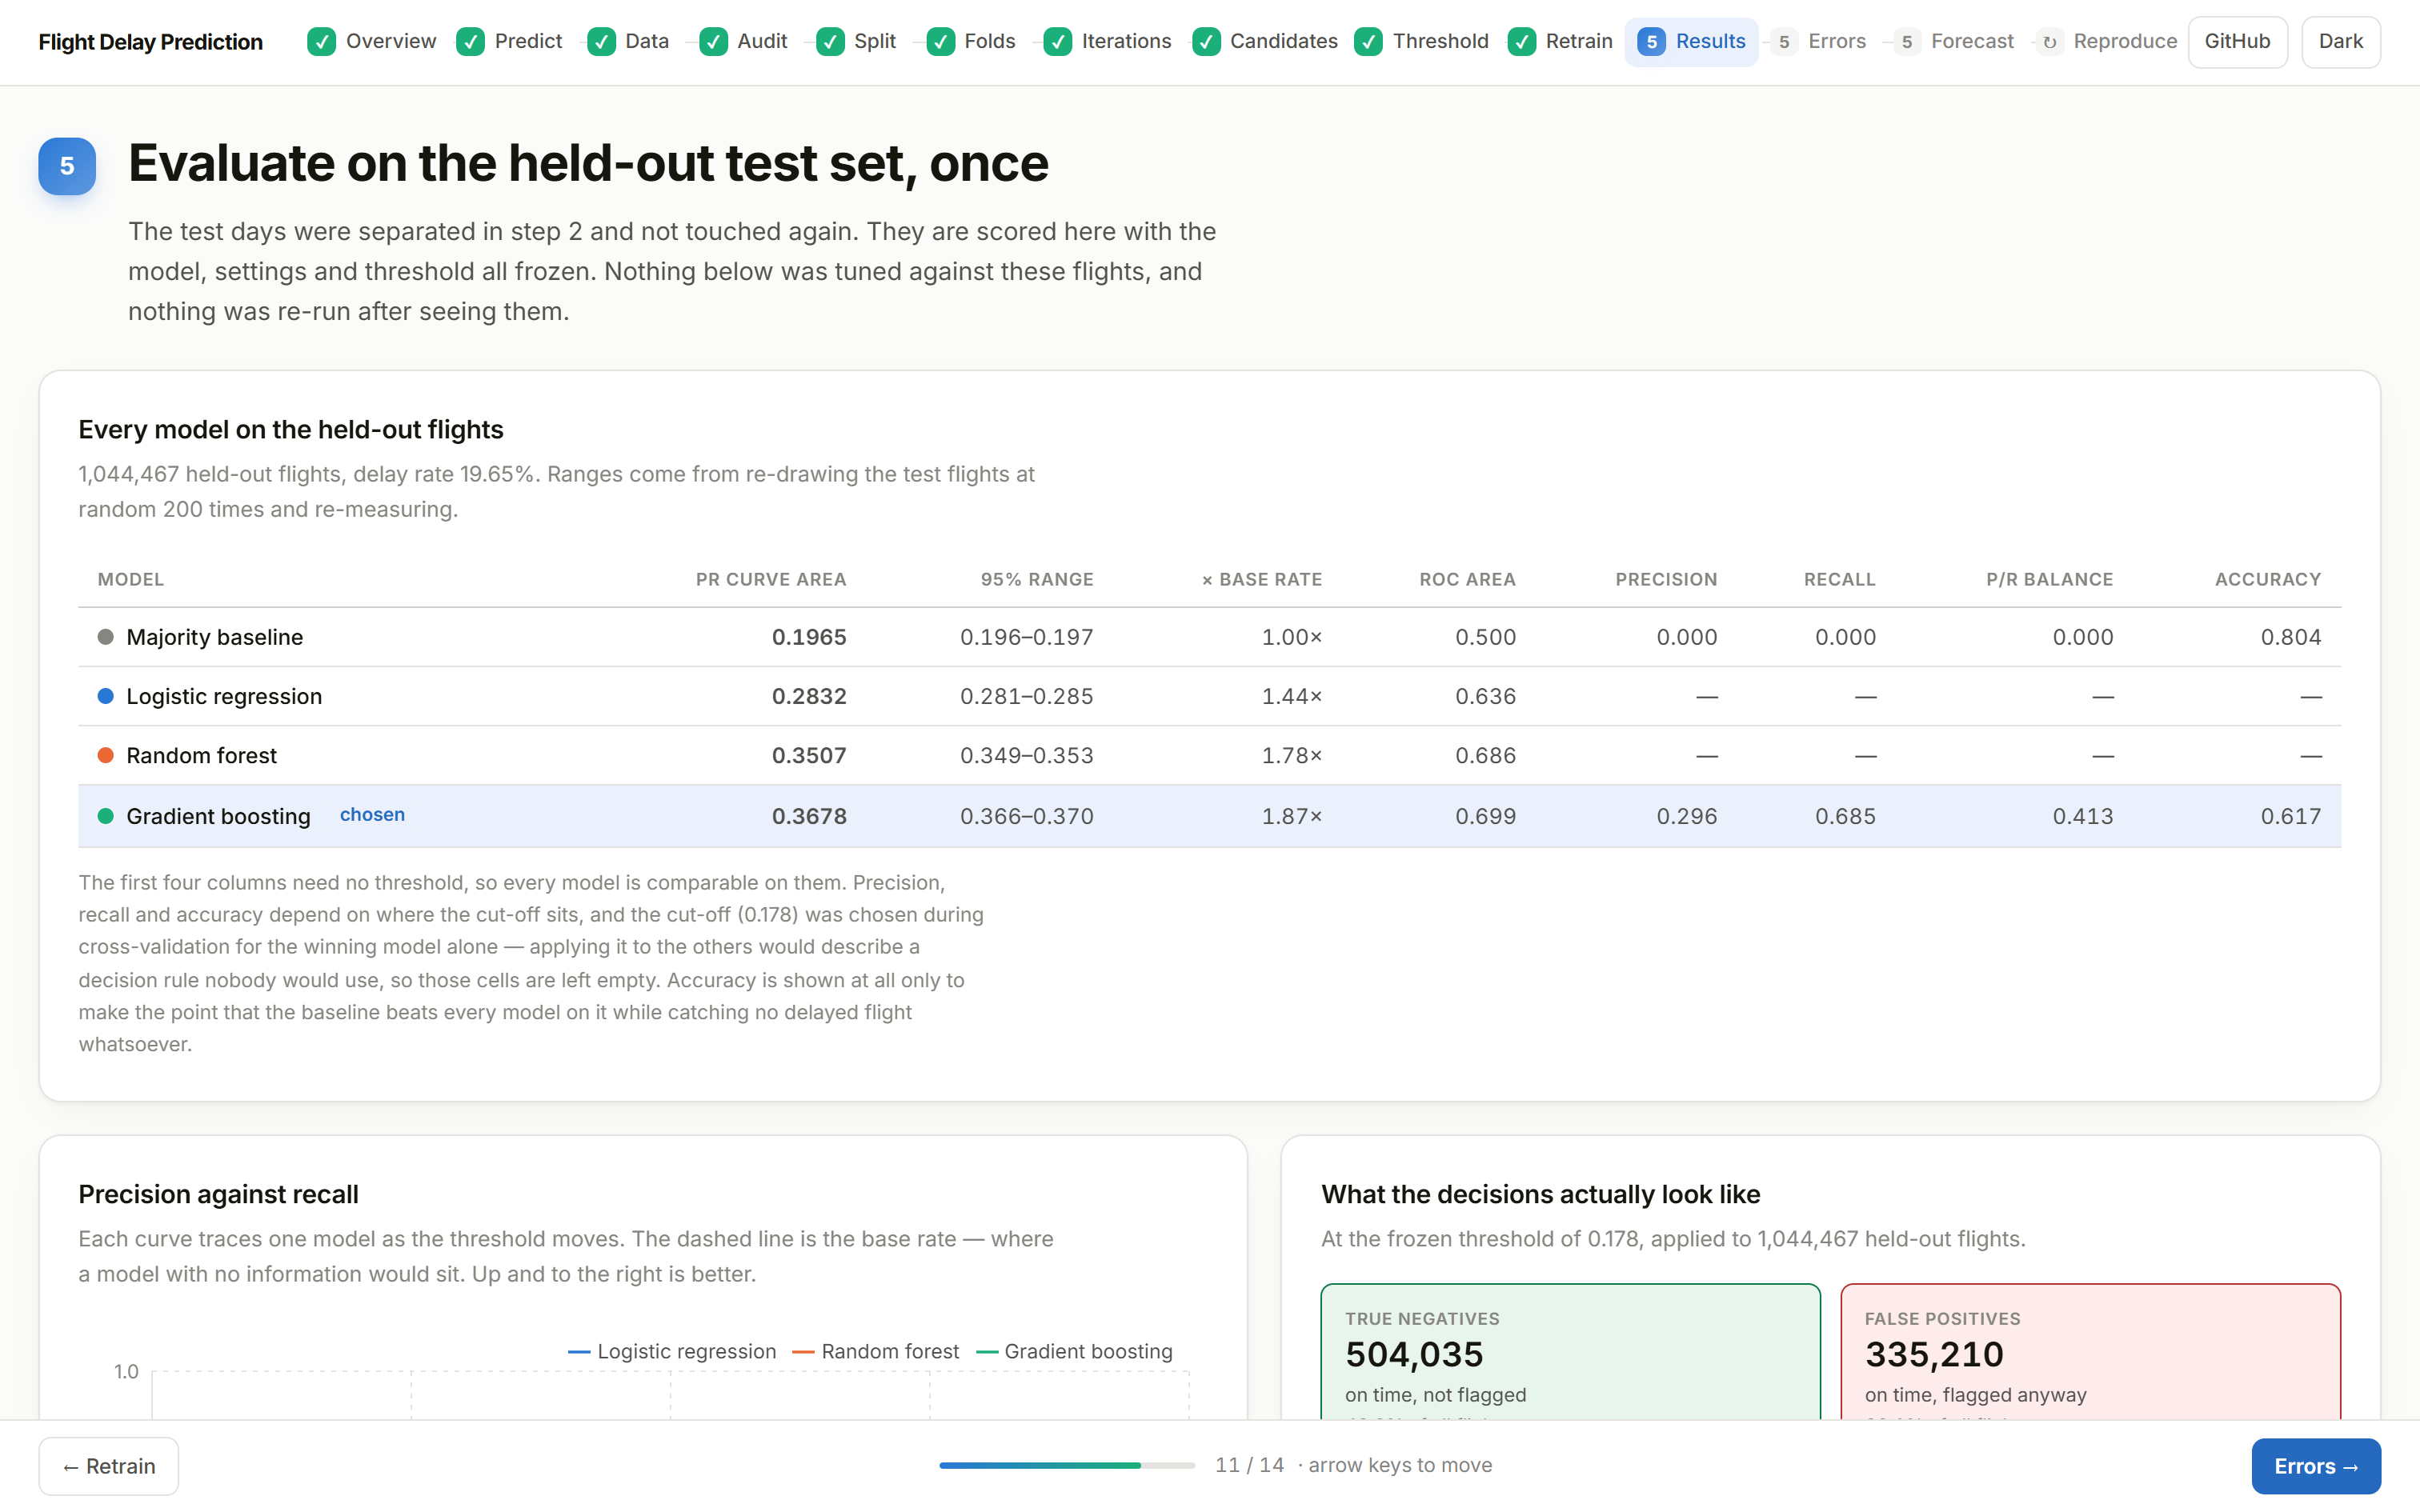 Flight Delay Prediction ✓ Overview ✓ Predict ✓ Data ✓ Audit ✓ Split ✓ Folds ✓ Iterations ✓ Candidates ✓ Threshold ✓ Retrain 5 Results 5 Errors 5 Forecast ↻ Reproduce GitHub Dark
5 Evaluate on the held-out test set, once
The test days were separated in step 2 and not touched again. They are scored here with the
model, settings and threshold all frozen. Nothing below was tuned against these flights, and
nothing was re-run after seeing them.
Every model on the held-out flights
1,044,467 held-out flights, delay rate 19.65%. Ranges come from re-drawing the test flights at
random 200 times and re-measuring.
MODEL PR CURVE AREA 95% RANGE × BASE RATE ROC AREA PRECISION RECALL P/R BALANCE ACCURACY
Majority baseline 0.1965 0.196–0.197 1.00× 0.500 0.000 0.000 0.000 0.804
Logistic regression 0.2832 0.281–0.285 1.44× 0.636 — — — —
Random forest 0.3507 0.349–0.353 1.78× 0.686 — — — —
Gradient boosting chosen 0.3678 0.366–0.370 1.87× 0.699 0.296 0.685 0.413 0.617
The first four columns need no threshold, so every model is comparable on them. Precision,
recall and accuracy depend on where the cut-off sits, and the cut-off (0.178) was chosen during
cross-validation for the winning model alone — applying it to the others would describe a
decision rule nobody would use, so those cells are left empty. Accuracy is shown at all only to
make the point that the baseline beats every model on it while catching no delayed flight
whatsoever.
Precision against recall
Each curve traces one model as the threshold moves. The dashed line is the base rate — where
a model with no information would sit. Up and to the right is better.
Logistic regression Random forest Gradient boosting
1.0
What the decisions actually look like
At the frozen threshold of 0.178, applied to 1,044,467 held-out flights.
TRUE NEGATIVES
504,035
on time, not flagged
FALSE POSITIVES
335,210
on time, flagged anyway
← Retrain
11 / 14 · arrow keys to move
Errors →